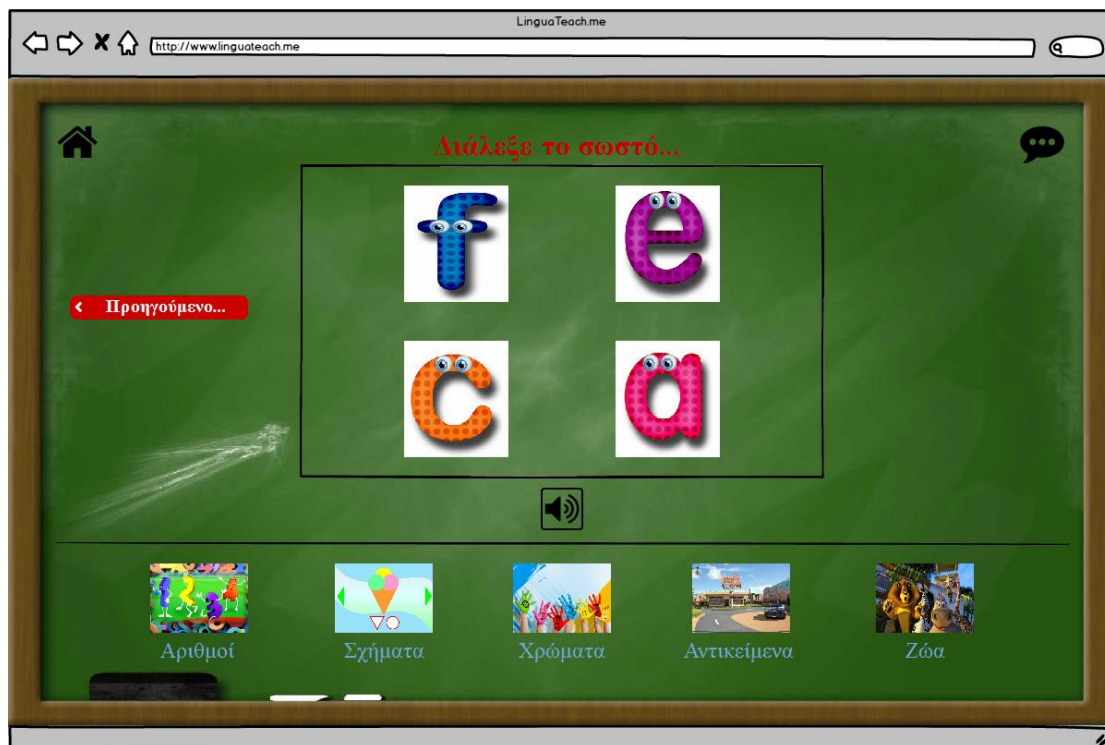 LinguaTeach.me
http://www.linguateach.me
Διάλεξε το σωστό...
f e
Προηγούμενο...
c a
Αριθμοί Σχήματα Χρώματα Αντικείμενα Ζώα